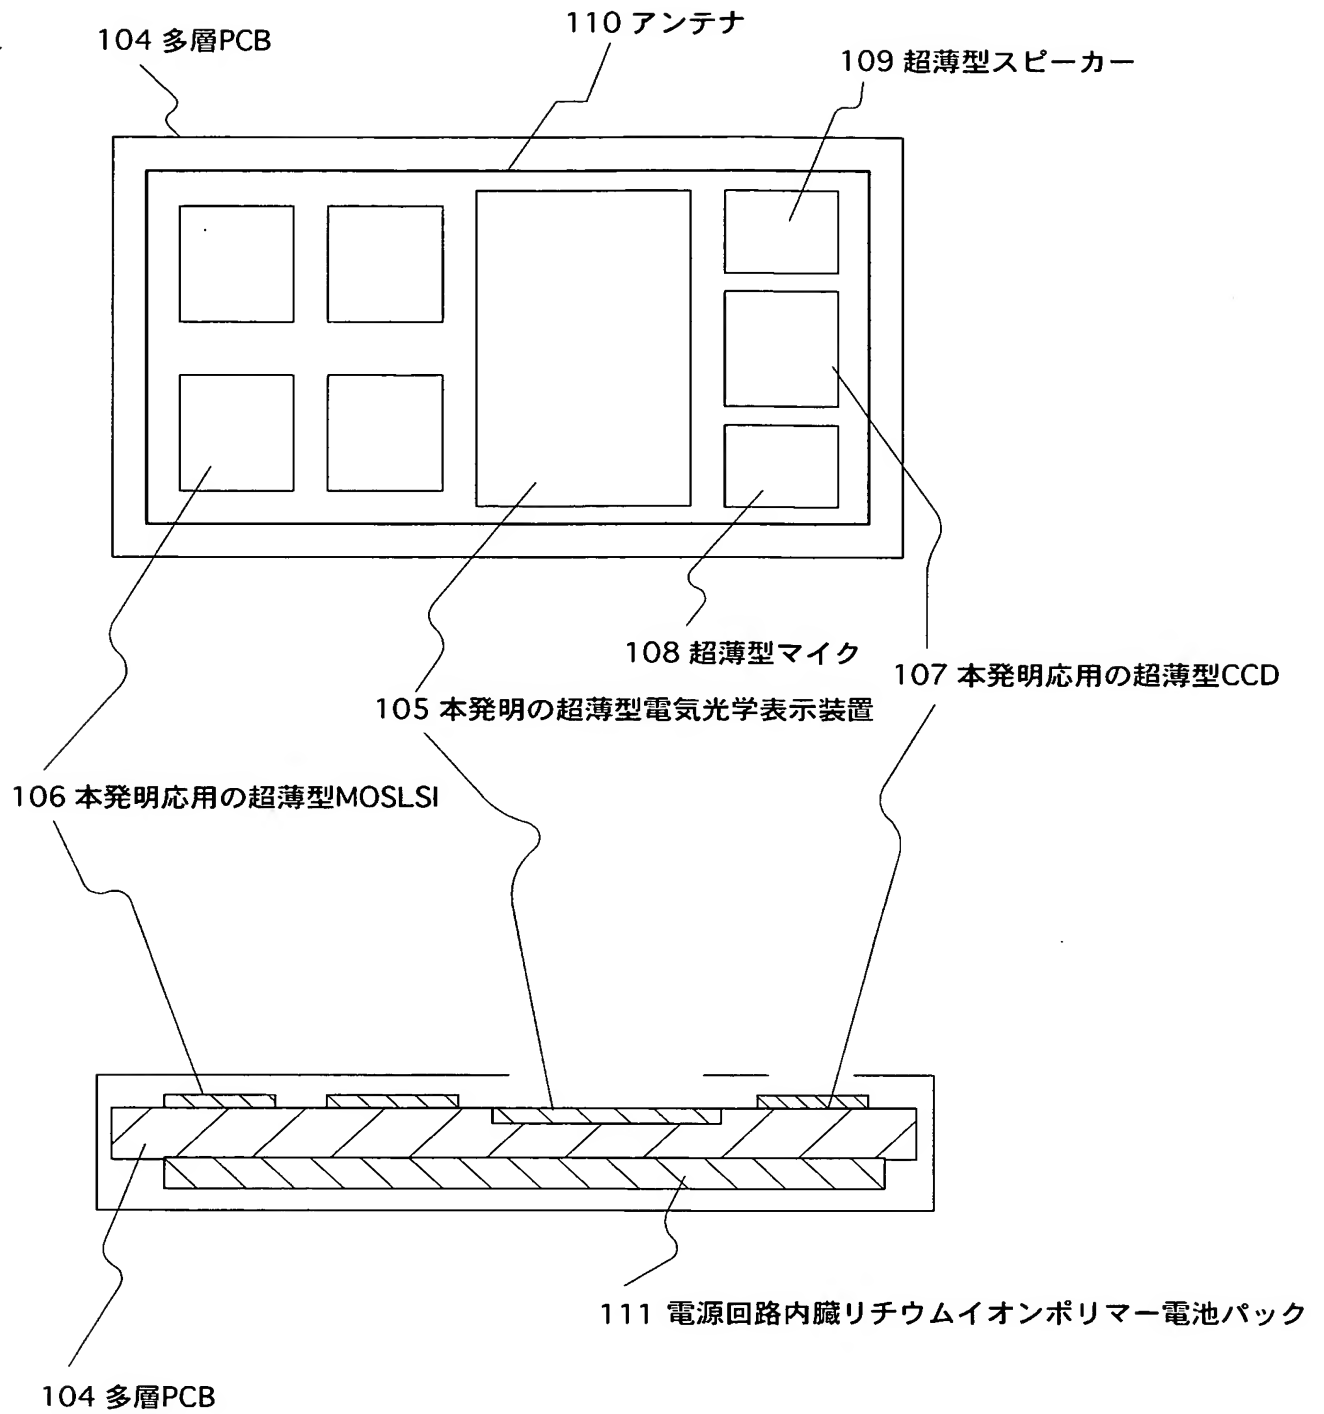 110 アンテナ
104 多層PCB
109 超薄型スピーカー
108 超薄型マイク
107 本発明応用の超薄型CCD
105 本発明の超薄型電気光学表示装置
106 本発明応用の超薄型MOSLSI
111 電源回路内臓リチウムイオンポリマー電池パック
104 多層PCB